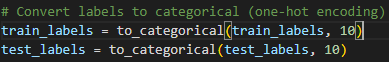 # Convert labels to categorical (one-hot encoding)
train_labels = to_categorical(train_labels, 10)
test_labels = to_categorical(test_labels, 10)